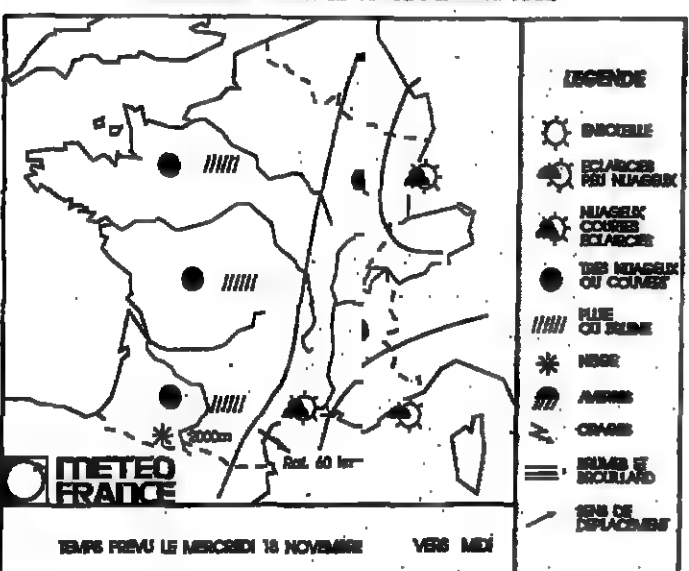 LEGENDE
ENSOLEILLE
ECLAIRCIES
PEU NUAGEUX
NUAGEUX
COURTES
ECLAIRCIES
TRES NUAGEUX
OU COUVERT
PLUIE
OU BRUINE
NEIGE
AVERSES
ORAGES
BRUMES ET
BROUILLARD
SENS DE
DEPLACEMENT
2000m
Raf. 60 km
METEO
FRANCE
TEMPS PREVU LE MERCREDI 18 NOVEMBRE VERS MIDI